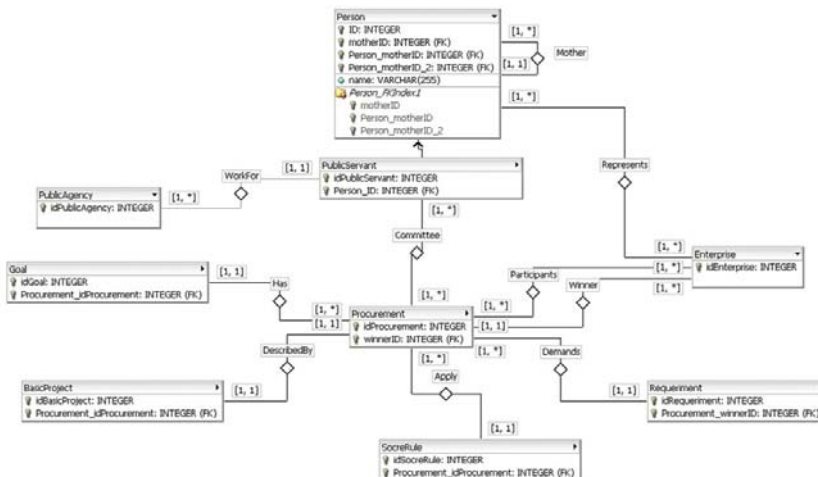 Person
ID: INTEGER
motherID: INTEGER (FK)
Person_motherID: INTEGER (FK)
Person_motherID_2: INTEGER (FK)
name: VARCHAR(255)
Person_FKIndex1
motherID
Person_motherID
Person_motherID_2
[1, *]
Mother
[1, 1]
[1, *]
Represents
[1, *]
PublicServant
idPublicServant: INTEGER
Person_ID: INTEGER (FK)
[1, 1]
WorkFor
[1, *]
PublicAgency
idPublicAgency: INTEGER
[1, *]
Committee
[1, *]
Enterprise
idEnterprise: INTEGER
[1, *]
Participants
[1, *]
[1, *]
Winner
[1, 1]
Goal
idGoal: INTEGER
Procurement_idProcurement: INTEGER (FK)
[1, 1]
Has
[1, *]
[1, 1]
Procurement
idProcurement: INTEGER
winnerID: INTEGER (FK)
DescribedBy
[1, 1]
[1, *]
Apply
[1, *]
Demands
[1, 1]
BasicProject
idBasicProject: INTEGER
Procurement_idProcurement: INTEGER (FK)
Requeriment
idRequeriment: INTEGER
Procurement_winnerID: INTEGER (FK)
[1, 1]
SocreRule
idSocreRule: INTEGER
Procurement_idProcurement: INTEGER (FK)